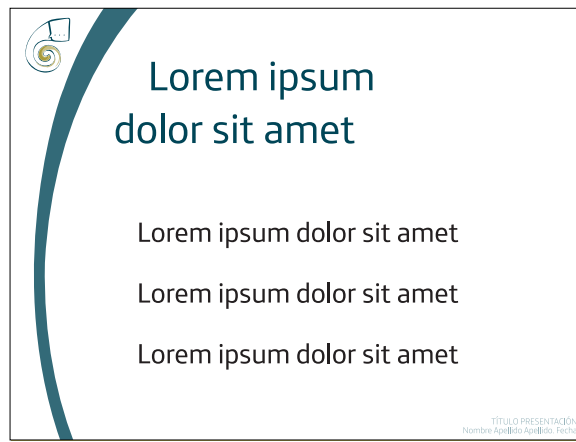 Lorem ipsum
dolor sit amet
Lorem ipsum dolor sit amet
Lorem ipsum dolor sit amet
Lorem ipsum dolor sit amet
TÍTULO PRESENTACIÓN
Nombre Apellido Apellido. Fecha